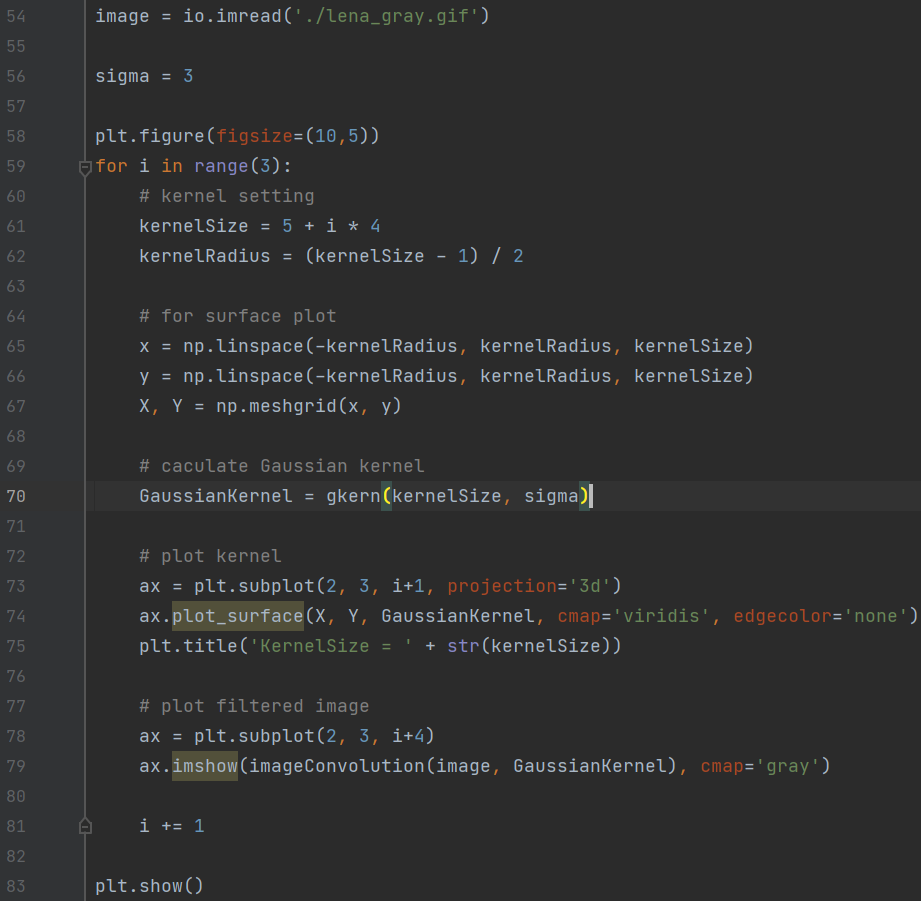 54 image = io.imread('./lena_gray.gif')
55
56 sigma = 3
57
58 plt.figure(figsize=(10,5))
59 for i in range(3):
60     # kernel setting
61     kernelSize = 5 + i * 4
62     kernelRadius = (kernelSize - 1) / 2
63
64     # for surface plot
65     x = np.linspace(-kernelRadius, kernelRadius, kernelSize)
66     y = np.linspace(-kernelRadius, kernelRadius, kernelSize)
67     X, Y = np.meshgrid(x, y)
68
69     # caculate Gaussian kernel
70     GaussianKernel = gkern(kernelSize, sigma)
71
72     # plot kernel
73     ax = plt.subplot(2, 3, i+1, projection='3d')
74     ax.plot_surface(X, Y, GaussianKernel, cmap='viridis', edgecolor='none')
75     plt.title('KernelSize = ' + str(kernelSize))
76
77     # plot filtered image
78     ax = plt.subplot(2, 3, i+4)
79     ax.imshow(imageConvolution(image, GaussianKernel), cmap='gray')
80
81     i += 1
82
83 plt.show()